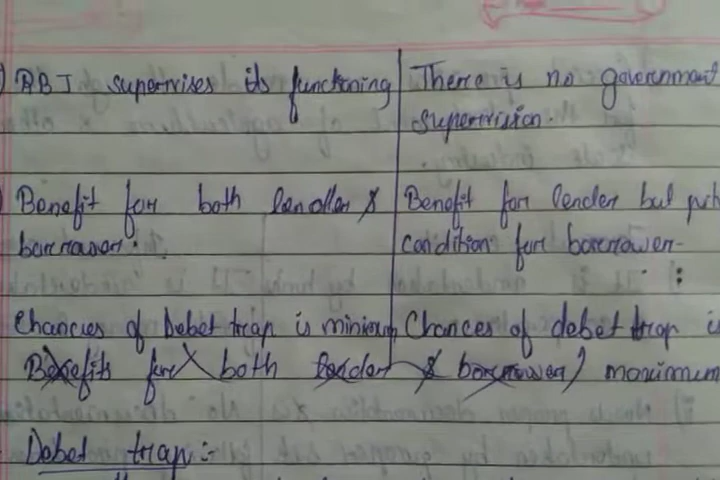 RBI supervises its functioning There is no government
supervision.
Benefit for both lender & Benefit for lender but
borrower. condition for borrower.
Chances of Debet trap is minimum Chances of debet trap is
Benefits for both lender & borrower) maximum
Debet trap:-